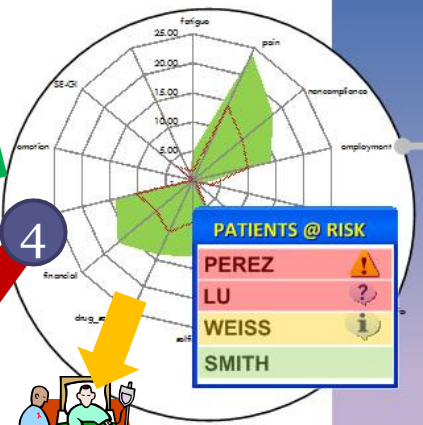 fatigue
25.00
pain
20.00
SE-GI
noncompliance
15.00
10.00
employment
emotion
5.00
-
4
PATIENTS @ RISK
PEREZ !
LU ?
WEISS i
SMITH
financial